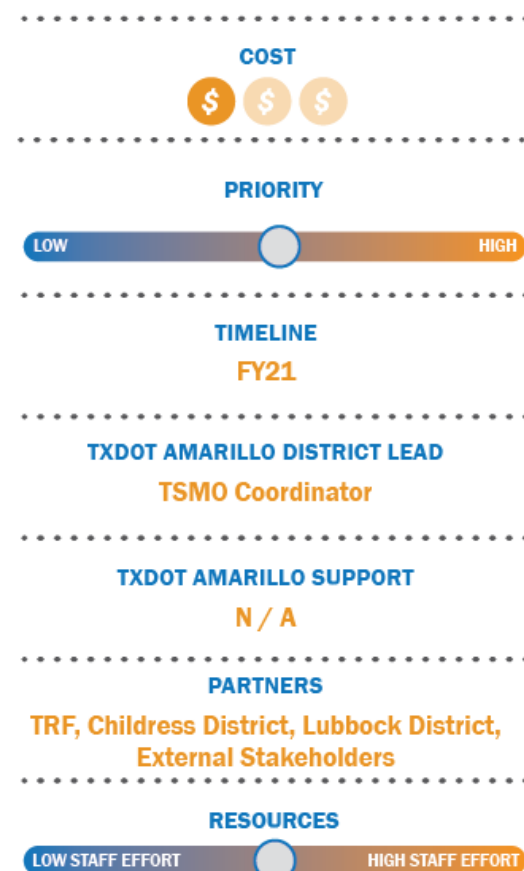 COST
$ $ $
PRIORITY
LOW HIGH
TIMELINE
FY21
TXDOT AMARILLO DISTRICT LEAD
TSMO Coordinator
TXDOT AMARILLO SUPPORT
N / A
PARTNERS
TRF, Childress District, Lubbock District,
External Stakeholders
RESOURCES
LOW STAFF EFFORT HIGH STAFF EFFORT